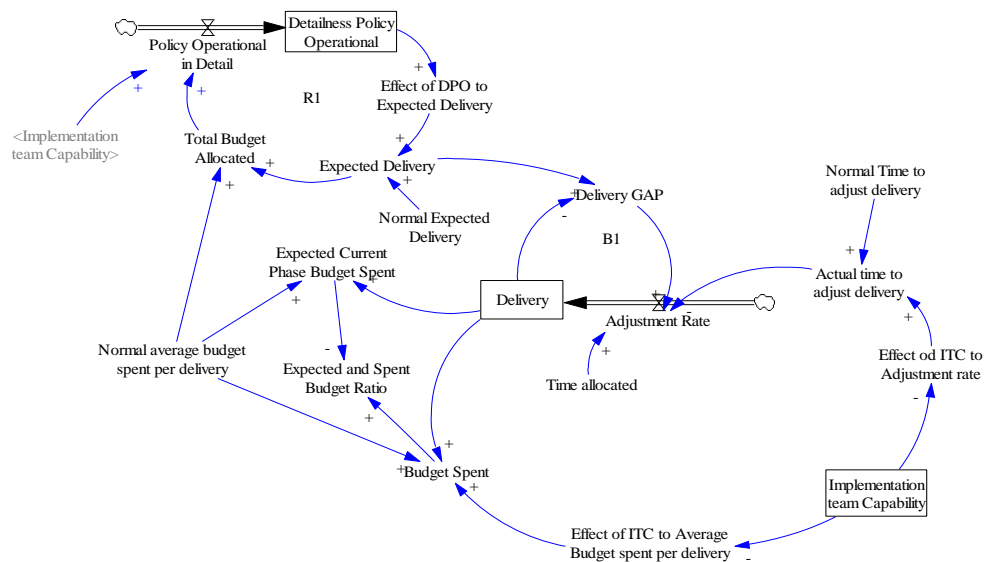 Detailness Policy
Operational
Policy Operational
in Detail
+
+
+
Effect of DPO to
Expected Delivery
R1
<Implementation
team Capability>
Total Budget
Allocated
+
+
+
Expected Delivery
+
Normal Expected
Delivery
+
Delivery GAP
-
B1
Normal Time to
adjust delivery
+
Actual time to
adjust delivery
+
Expected Current
Phase Budget Spent
+
+
Delivery
+
-
Adjustment Rate
+
Time allocated
Normal average budget
spent per delivery
-
Expected and Spent
Budget Ratio
+
Effect od ITC to
Adjustment rate
-
+
+
Budget Spent
+
Implementation
team Capability
Effect of ITC to Average
Budget spent per delivery
-